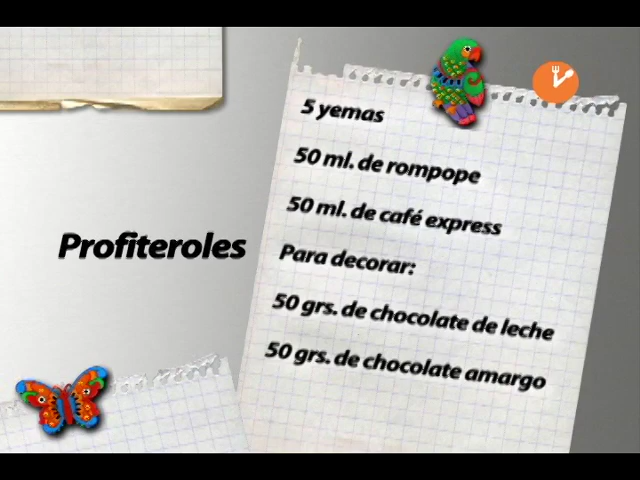 Profiteroles
5 yemas
50 ml. de rompope
50 ml. de café express
Para decorar:
50 grs. de chocolate de leche
50 grs. de chocolate amargo